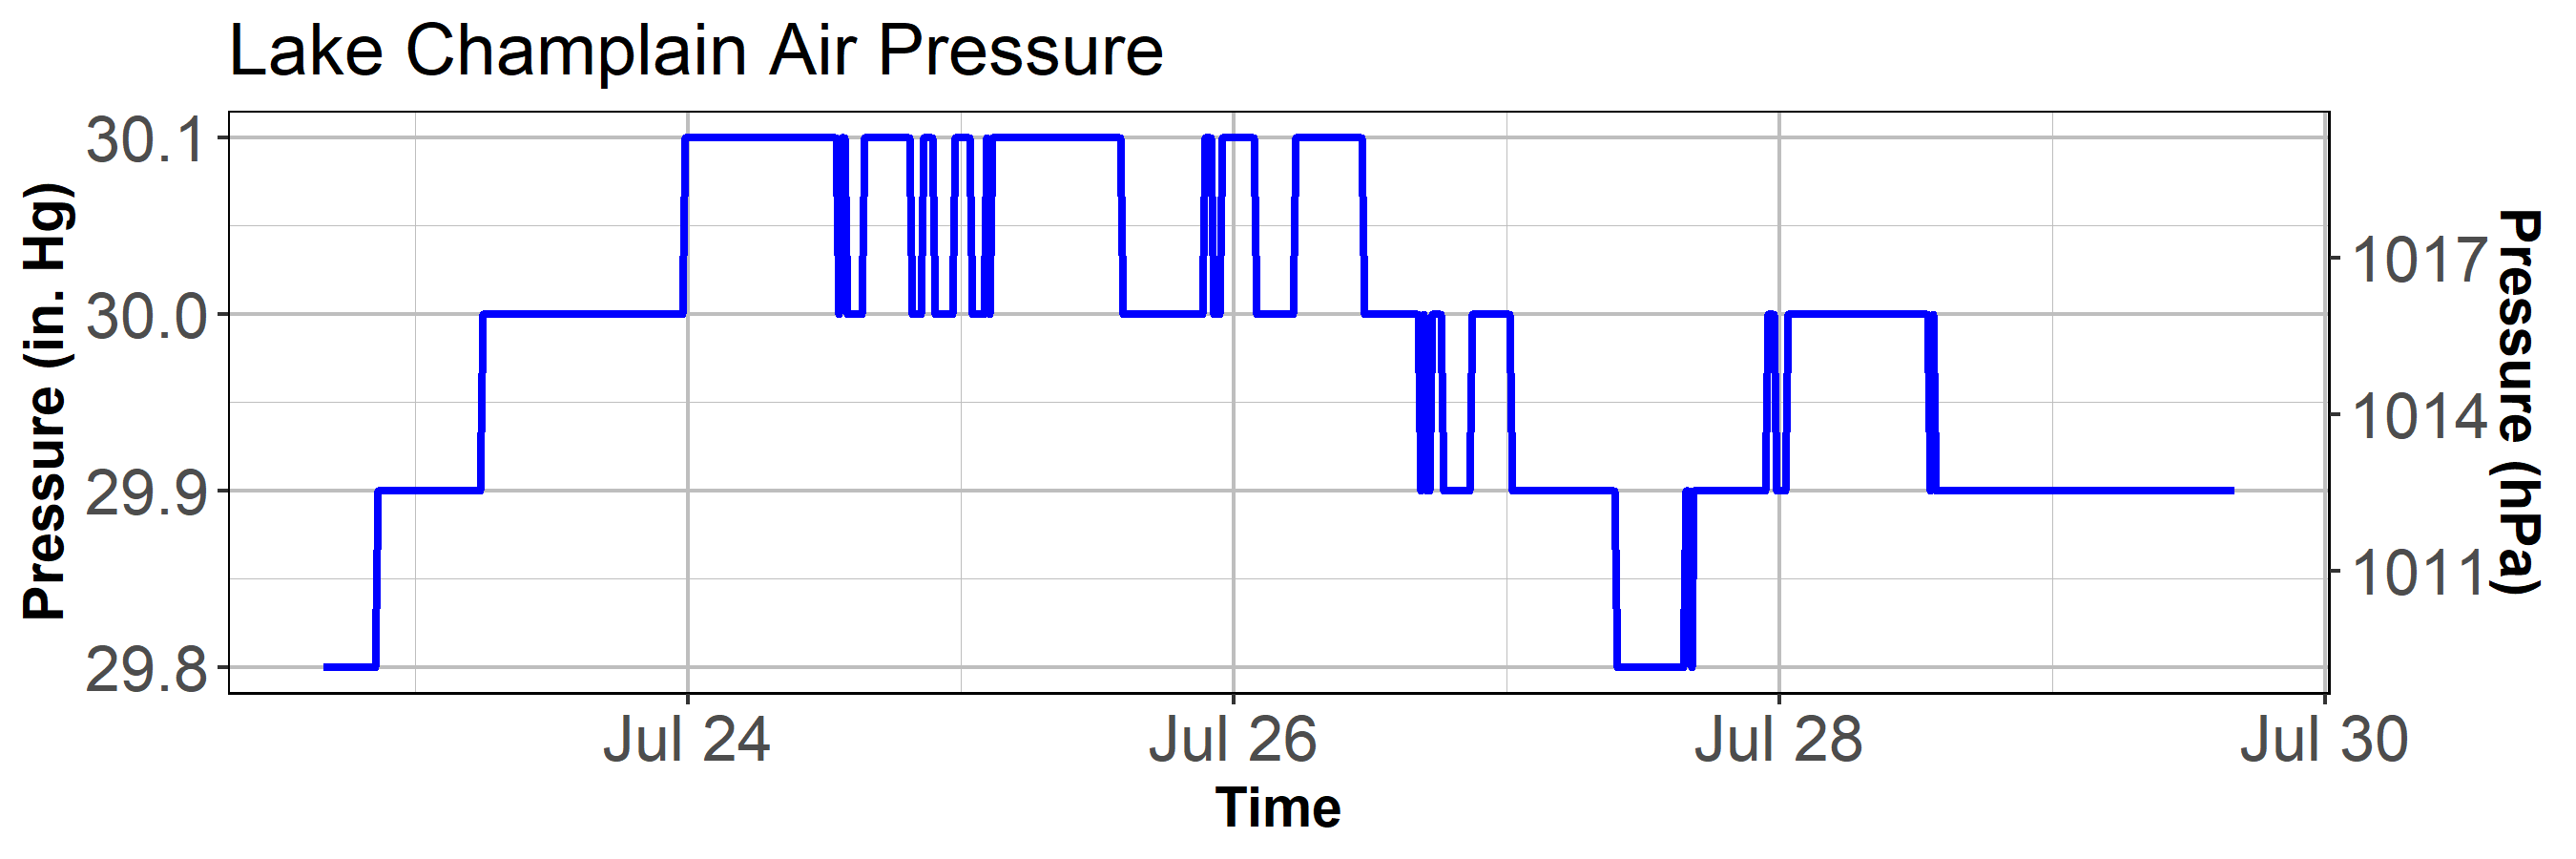 Lake Champlain Air Pressure
Pressure (in. Hg)
30.1
30.0
29.9
29.8
1017
1014
1011
Pressure (hPa)
Jul 24 Jul 26 Jul 28 Jul 30
Time